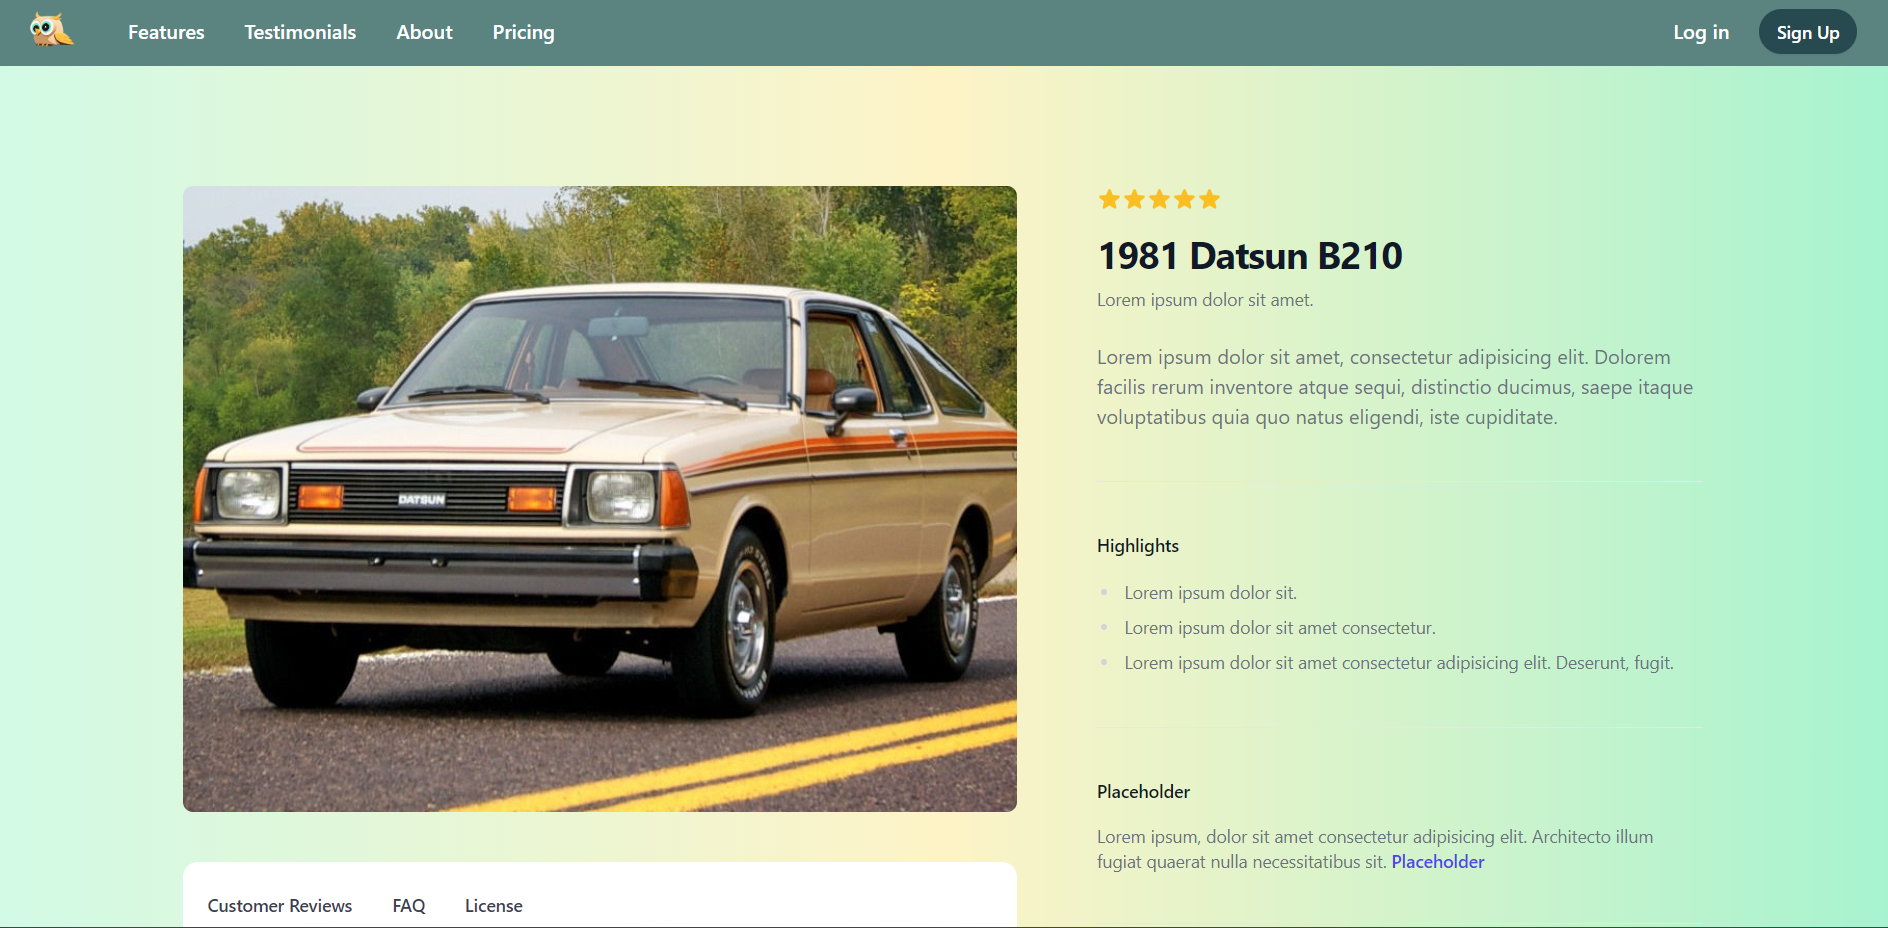 Features Testimonials About Pricing Log in Sign Up
1981 Datsun B210
Lorem ipsum dolor sit amet.
Lorem ipsum dolor sit amet, consectetur adipisicing elit. Dolorem
facilis rerum inventore atque sequi, distinctio ducimus, saepe itaque
voluptatibus quia quo natus eligendi, iste cupiditate.
DATSUN
Highlights
Lorem ipsum dolor sit.
Lorem ipsum dolor sit amet consectetur.
Lorem ipsum dolor sit amet consectetur adipisicing elit. Deserunt, fugit.
Placeholder
Lorem ipsum, dolor sit amet consectetur adipisicing elit. Architecto illum
fugiat quaerat nulla necessitatibus sit. Placeholder
Customer Reviews FAQ License